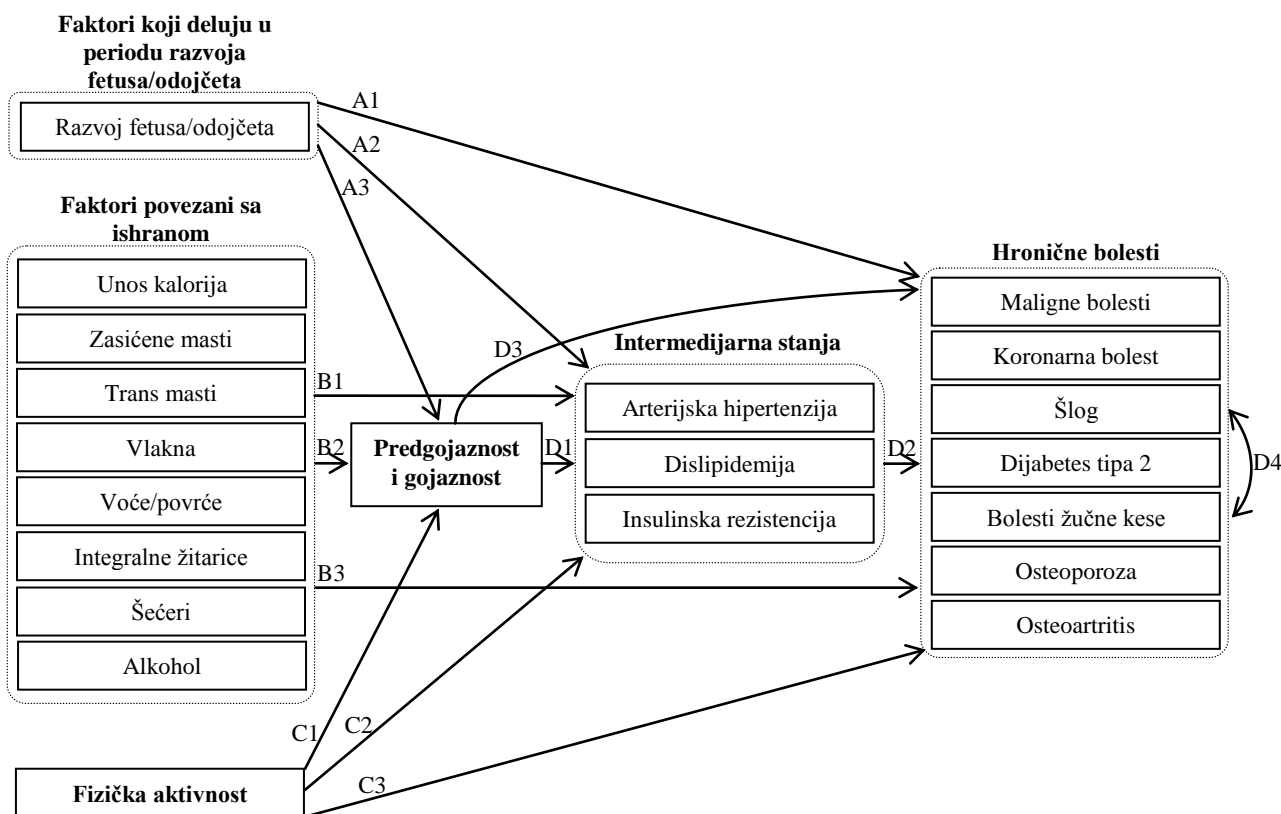 Faktori koji deluju u
periodu razvoja
fetusa/odojčeta
Razvoj fetusa/odojčeta
A1
A2
A3
Faktori povezani sa
ishranom
Unos kalorija
Zasićene masti
Trans masti
Vlakna
Voće/povrće
Integralne žitarice
Šećeri
Alkohol
B1
B2
B3
Predgojaznost
i gojaznost
D3
D1
Intermedijarna stanja
Arterijska hipertenzija
Dislipidemija
Insulinska rezistencija
D2
Hronične bolesti
Maligne bolesti
Koronarna bolest
Šlog
Dijabetes tipa 2
Bolesti žučne kese
Osteoporoza
Osteoartritis
D4
C1
C2
C3
Fizička aktivnost